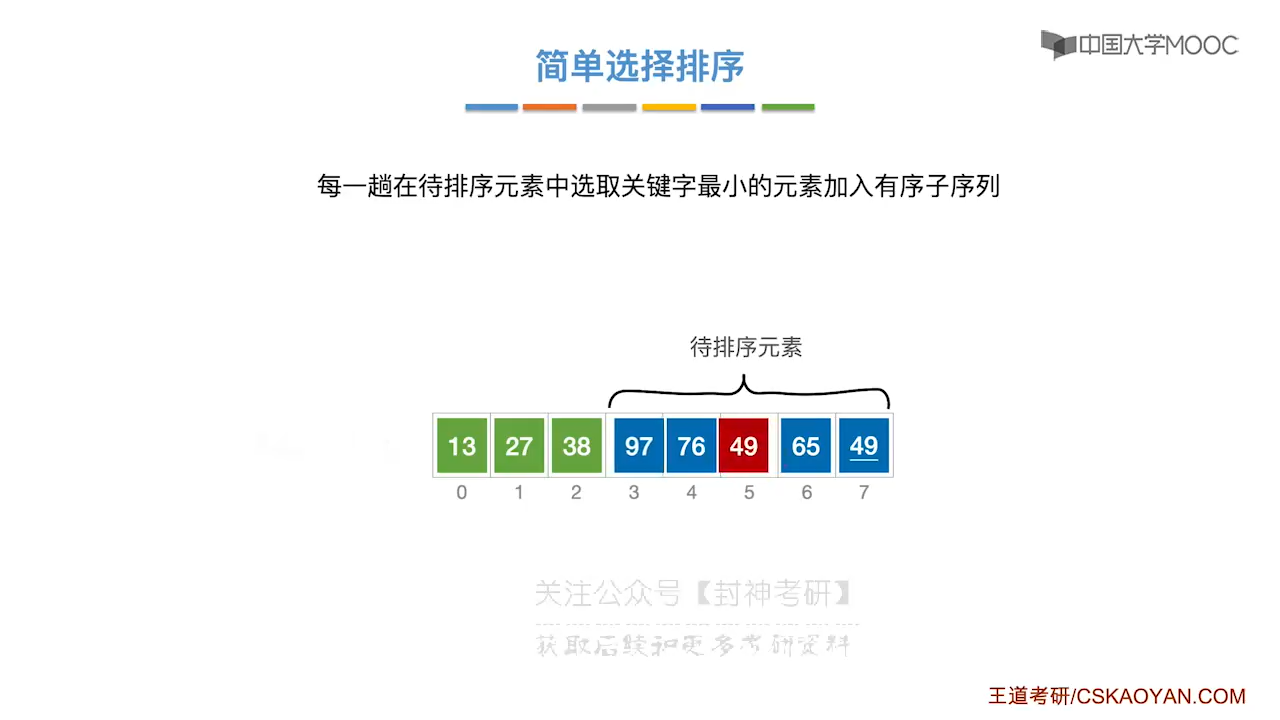 中国大学MOOC
简单选择排序
每一趟在待排序元素中选取关键字最小的元素加入有序子序列
待排序元素
13 27 38 97 76 49 65 49
0 1 2 3 4 5 6 7
关注公众号【封神考研】
获取后续和更多考研资料
王道考研/CSKAOYAN.COM